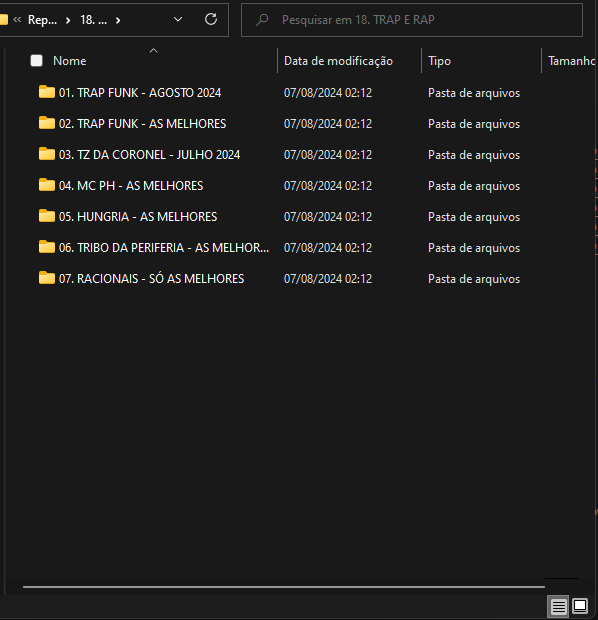 Rep... 18. ...
Pesquisar em 18. TRAP E RAP
Nome Data de modificação Tipo Tamanho
01. TRAP FUNK - AGOSTO 2024 07/08/2024 02:12 Pasta de arquivos
02. TRAP FUNK - AS MELHORES 07/08/2024 02:12 Pasta de arquivos
03. TZ DA CORONEL - JULHO 2024 07/08/2024 02:12 Pasta de arquivos
04. MC PH - AS MELHORES 07/08/2024 02:12 Pasta de arquivos
05. HUNGRIA - AS MELHORES 07/08/2024 02:12 Pasta de arquivos
06. TRIBO DA PERIFERIA - AS MELHOR... 07/08/2024 02:12 Pasta de arquivos
07. RACIONAIS - SÓ AS MELHORES 07/08/2024 02:12 Pasta de arquivos